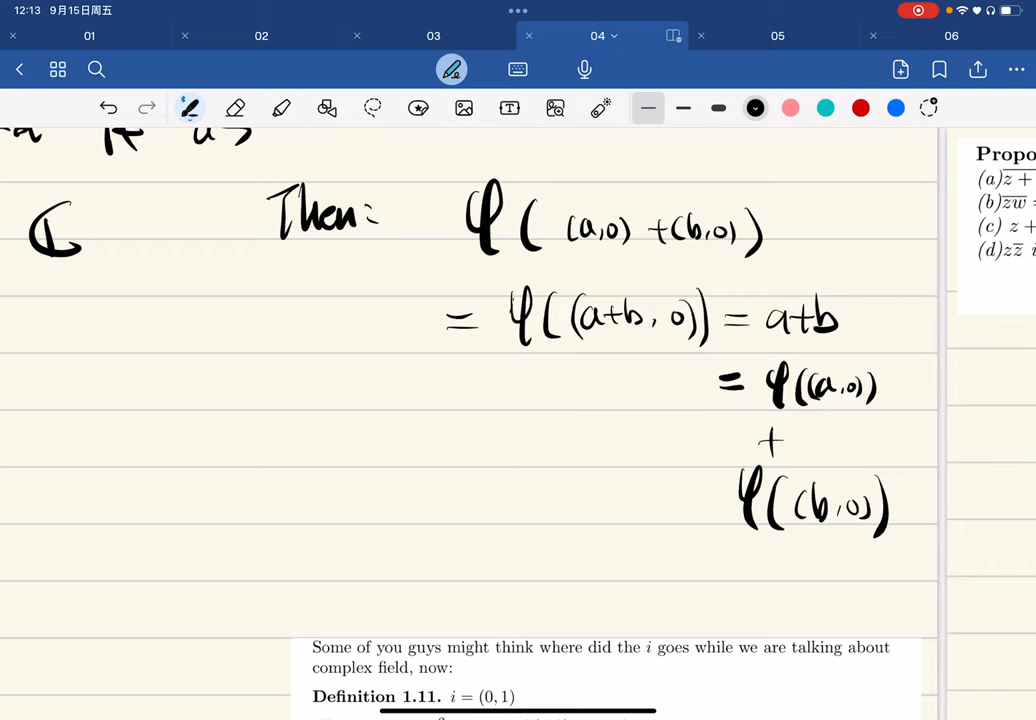 12:13 9月15日周五
01 02 03 04 05 06
as
ℂ Then: φ( (a,0) +(b,0) )
= φ((a+b, 0)) = a+b
= φ((a,0))
+
φ((b,0))
Propo
(a) z +
(b) zw =
(c) z +
(d) zz̅ i
Some of you guys might think where did the i goes while we are talking about
complex field, now:
Definition 1.11. i = (0, 1)